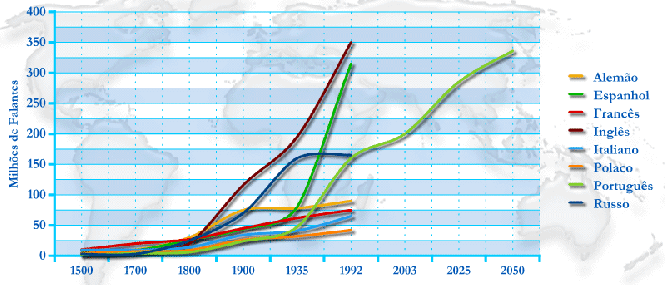 400
350
300
250
200
150
100
50
0
Milhões de Falantes
1500 1700 1800 1900 1935 1992 2003 2025 2050
Alemão
Espanhol
Francês
Inglês
Italiano
Polaco
Português
Russo